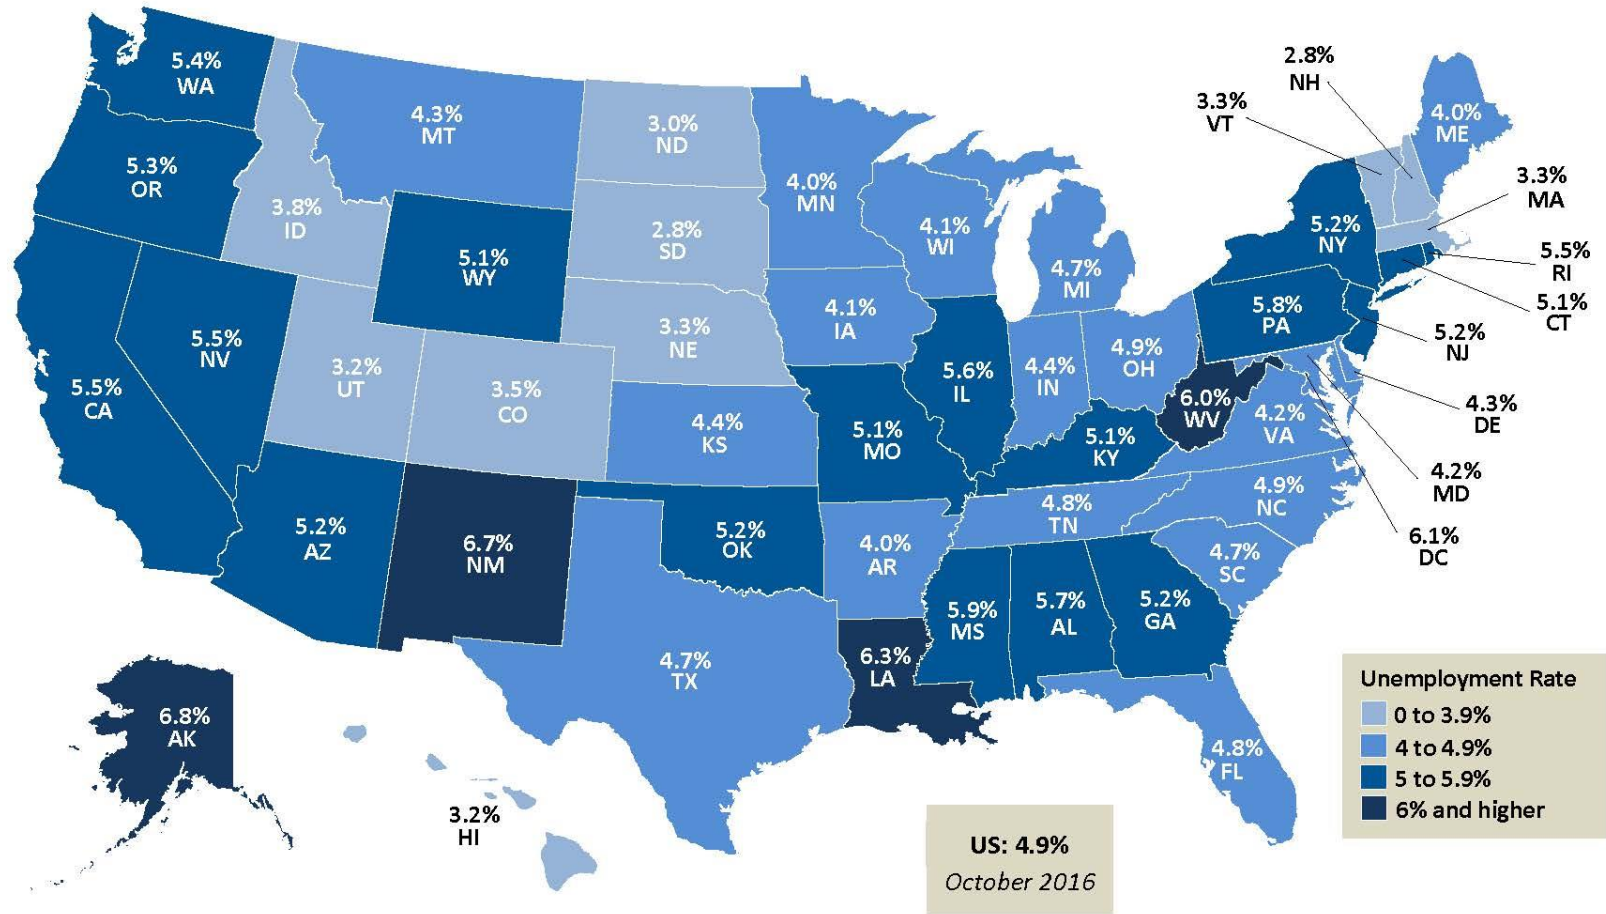 5.4%
WA
5.3%
OR
5.5%
CA
5.5%
NV
3.8%
ID
4.3%
MT
5.1%
WY
3.2%
UT
3.5%
CO
5.2%
AZ
6.7%
NM
3.0%
ND
2.8%
SD
3.3%
NE
4.4%
KS
5.2%
OK
4.7%
TX
4.0%
MN
4.1%
IA
5.1%
MO
4.0%
AR
6.3%
LA
4.1%
WI
5.6%
IL
4.7%
MI
4.4%
IN
4.9%
OH
5.1%
KY
4.8%
TN
5.9%
MS
5.7%
AL
5.2%
GA
4.8%
FL
4.7%
SC
4.9%
NC
4.2%
VA
6.0%
WV
5.8%
PA
5.2%
NY
3.3%
VT
2.8%
NH
4.0%
ME
3.3%
MA
5.5%
RI
5.1%
CT
5.2%
NJ
4.3%
DE
4.2%
MD
6.1%
DC
6.8%
AK
3.2%
HI
US: 4.9%
October 2016
Unemployment Rate
0 to 3.9%
4 to 4.9%
5 to 5.9%
6% and higher